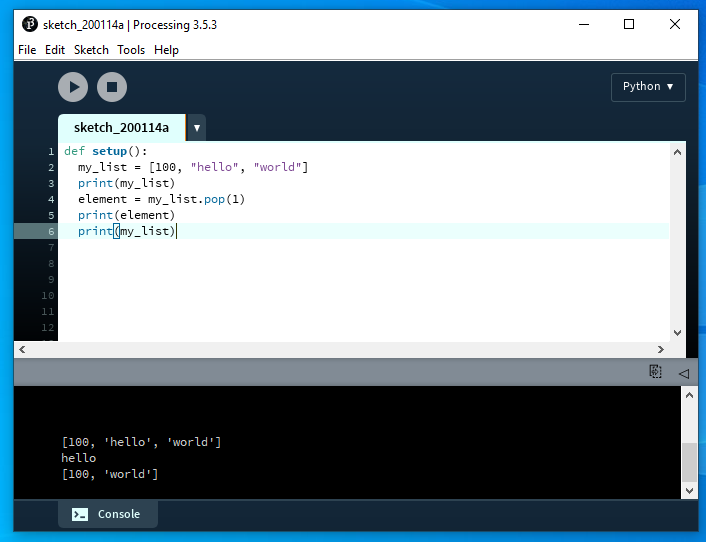 sketch_200114a | Processing 3.5.3
File Edit Sketch Tools Help
Python ▼
sketch_200114a ▼
1 def setup():
2   my_list = [100, "hello", "world"]
3   print(my_list)
4   element = my_list.pop(1)
5   print(element)
6   print(my_list)
7
8
9
10
11
12
[100, 'hello', 'world']
hello
[100, 'world']
Console